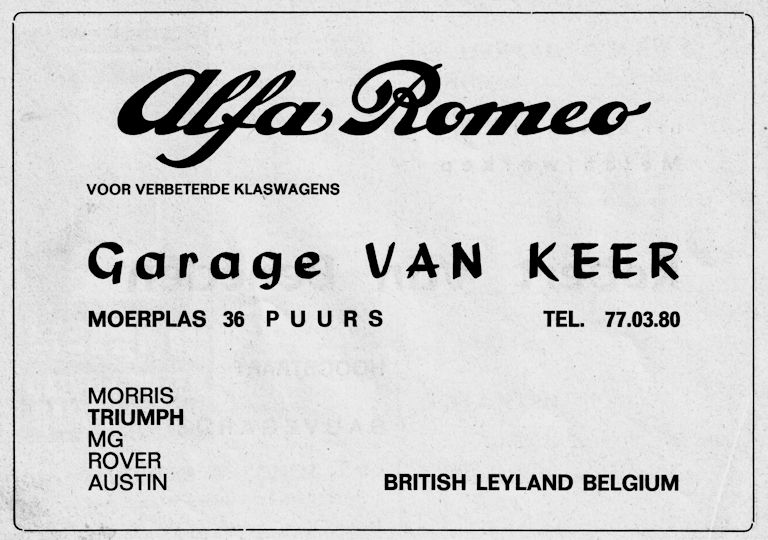 Alfa Romeo
VOOR VERBETERDE KLASWAGENS
Garage VAN KEER
MOERPLAS 36 PUURS TEL. 77.03.80
MORRIS
TRIUMPH
MG
ROVER
AUSTIN
BRITISH LEYLAND BELGIUM